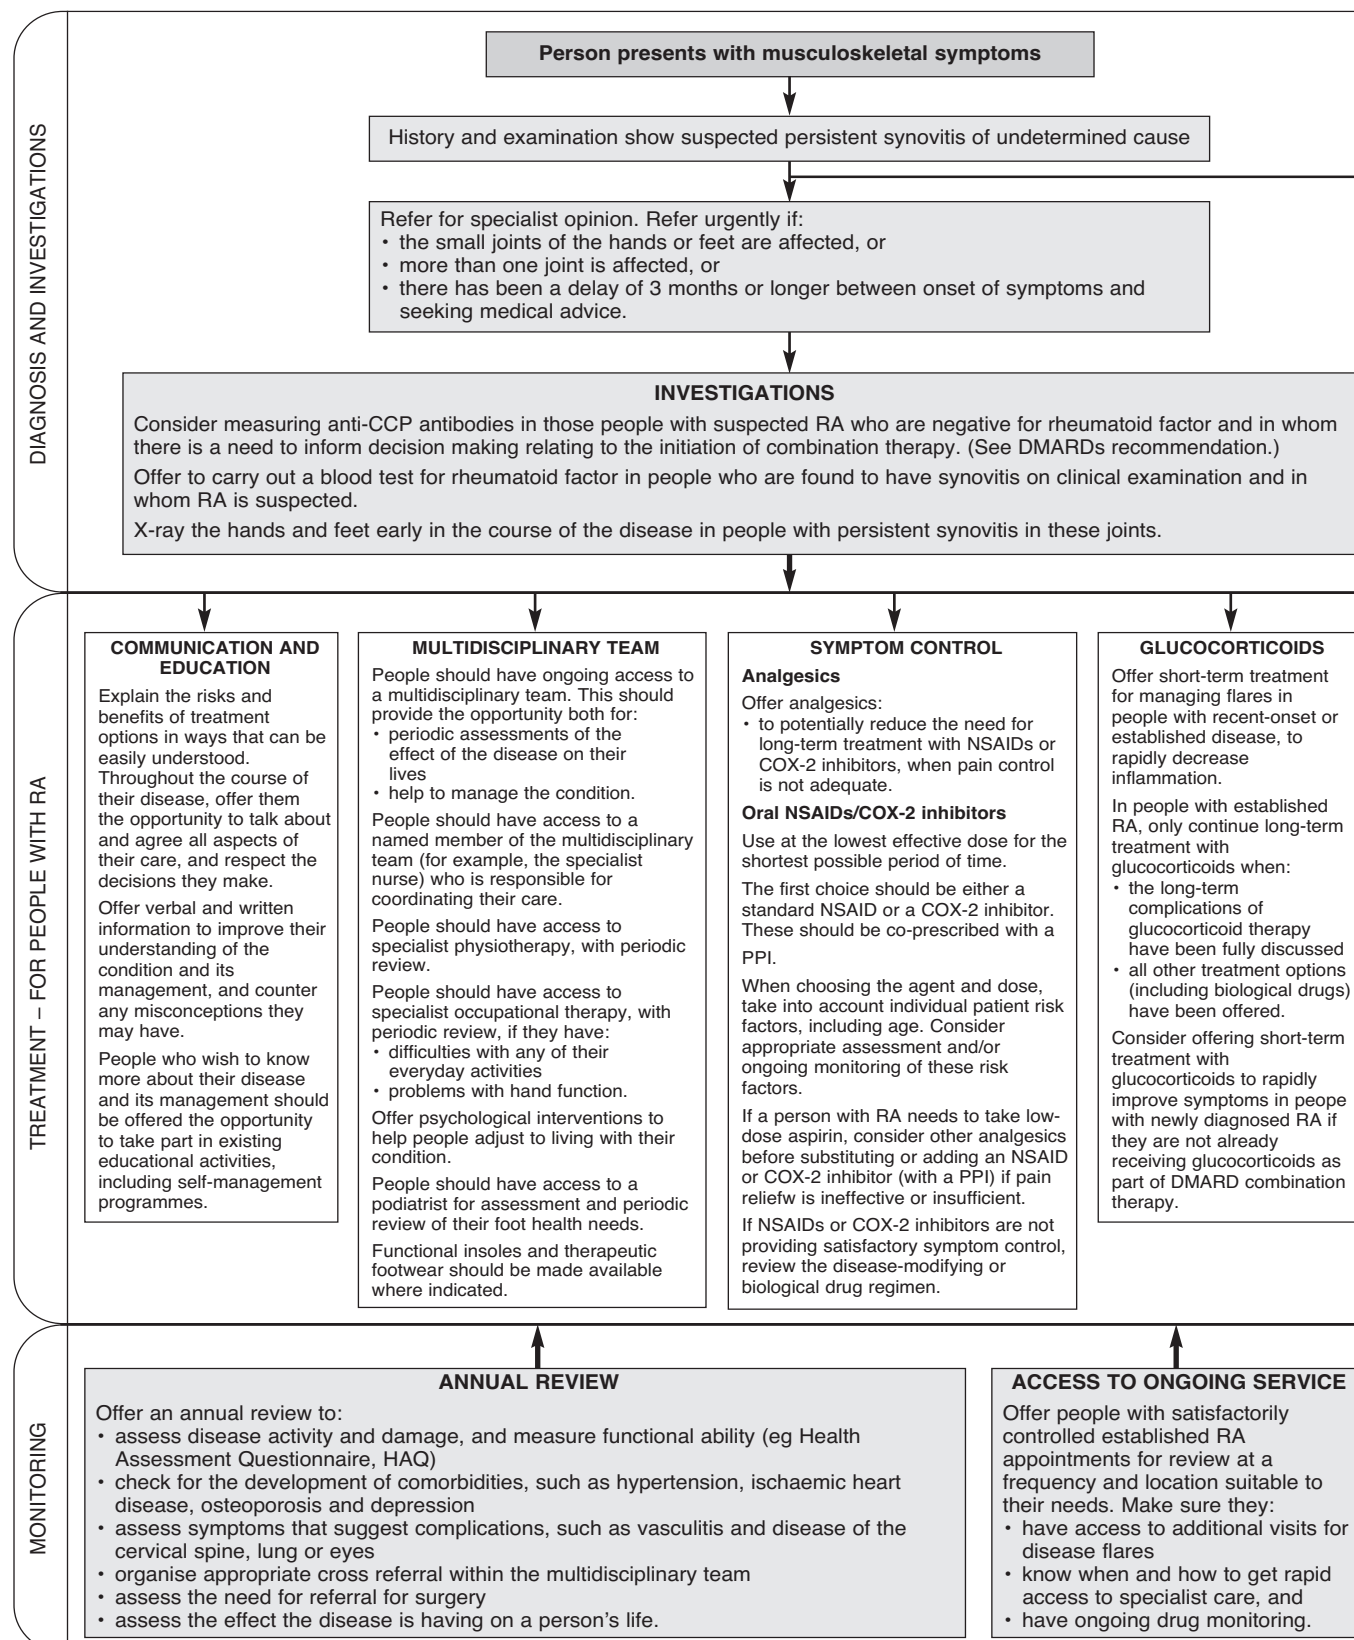 DIAGNOSIS AND INVESTIGATIONS
Person presents with musculoskeletal symptoms
History and examination show suspected persistent synovitis of undetermined cause
Refer for specialist opinion. Refer urgently if:
• the small joints of the hands or feet are affected, or
• more than one joint is affected, or
• there has been a delay of 3 months or longer between onset of symptoms and
seeking medical advice.
INVESTIGATIONS
Consider measuring anti-CCP antibodies in those people with suspected RA who are negative for rheumatoid factor and in whom
there is a need to inform decision making relating to the initiation of combination therapy. (See DMARDs recommendation.)
Offer to carry out a blood test for rheumatoid factor in people who are found to have synovitis on clinical examination and in
whom RA is suspected.
X-ray the hands and feet early in the course of the disease in people with persistent synovitis in these joints.
TREATMENT – FOR PEOPLE WITH RA
COMMUNICATION AND
EDUCATION
Explain the risks and
benefits of treatment
options in ways that can be
easily understood.
Throughout the course of
their disease, offer them
the opportunity to talk about
and agree all aspects of
their care, and respect the
decisions they make.
Offer verbal and written
information to improve their
understanding of the
condition and its
management, and counter
any misconceptions they
may have.
People who wish to know
more about their disease
and its management should
be offered the opportunity
to take part in existing
educational activities,
including self-management
programmes.
MULTIDISCIPLINARY TEAM
People should have ongoing access to
a multidisciplinary team. This should
provide the opportunity both for:
• periodic assessments of the
effect of the disease on their
lives
• help to manage the condition.
People should have access to a
named member of the multidisciplinary
team (for example, the specialist
nurse) who is responsible for
coordinating their care.
People should have access to
specialist physiotherapy, with periodic
review.
People should have access to
specialist occupational therapy, with
periodic review, if they have:
• difficulties with any of their
everyday activities
• problems with hand function.
Offer psychological interventions to
help people adjust to living with their
condition.
People should have access to a
podiatrist for assessment and periodic
review of their foot health needs.
Functional insoles and therapeutic
footwear should be made available
where indicated.
SYMPTOM CONTROL
Analgesics
Offer analgesics:
• to potentially reduce the need for
long-term treatment with NSAIDs or
COX-2 inhibitors, when pain control
is not adequate.
Oral NSAIDs/COX-2 inhibitors
Use at the lowest effective dose for the
shortest possible period of time.
The first choice should be either a
standard NSAID or a COX-2 inhibitor.
These should be co-prescribed with a
PPI.
When choosing the agent and dose,
take into account individual patient risk
factors, including age. Consider
appropriate assessment and/or
ongoing monitoring of these risk
factors.
If a person with RA needs to take low-
dose aspirin, consider other analgesics
before substituting or adding an NSAID
or COX-2 inhibitor (with a PPI) if pain
reliefw is ineffective or insufficient.
If NSAIDs or COX-2 inhibitors are not
providing satisfactory symptom control,
review the disease-modifying or
biological drug regimen.
GLUCOCORTICOIDS
Offer short-term treatment
for managing flares in
people with recent-onset or
established disease, to
rapidly decrease
inflammation.
In people with established
RA, only continue long-term
treatment with
glucocorticoids when:
• the long-term
complications of
glucocorticoid therapy
have been fully discussed
• all other treatment options
(including biological drugs)
have been offered.
Consider offering short-term
treatment with
glucocorticoids to rapidly
improve symptoms in peope
with newly diagnosed RA if
they are not already
receiving glucocorticoids as
part of DMARD combination
therapy.
MONITORING
ANNUAL REVIEW
Offer an annual review to:
• assess disease activity and damage, and measure functional ability (eg Health
Assessment Questionnaire, HAQ)
• check for the development of comorbidities, such as hypertension, ischaemic heart
disease, osteoporosis and depression
• assess symptoms that suggest complications, such as vasculitis and disease of the
cervical spine, lung or eyes
• organise appropriate cross referral within the multidisciplinary team
• assess the need for referral for surgery
• assess the effect the disease is having on a person's life.
ACCESS TO ONGOING SERVICE
Offer people with satisfactorily
controlled established RA
appointments for review at a
frequency and location suitable to
their needs. Make sure they:
• have access to additional visits for
disease flares
• know when and how to get rapid
access to specialist care, and
• have ongoing drug monitoring.